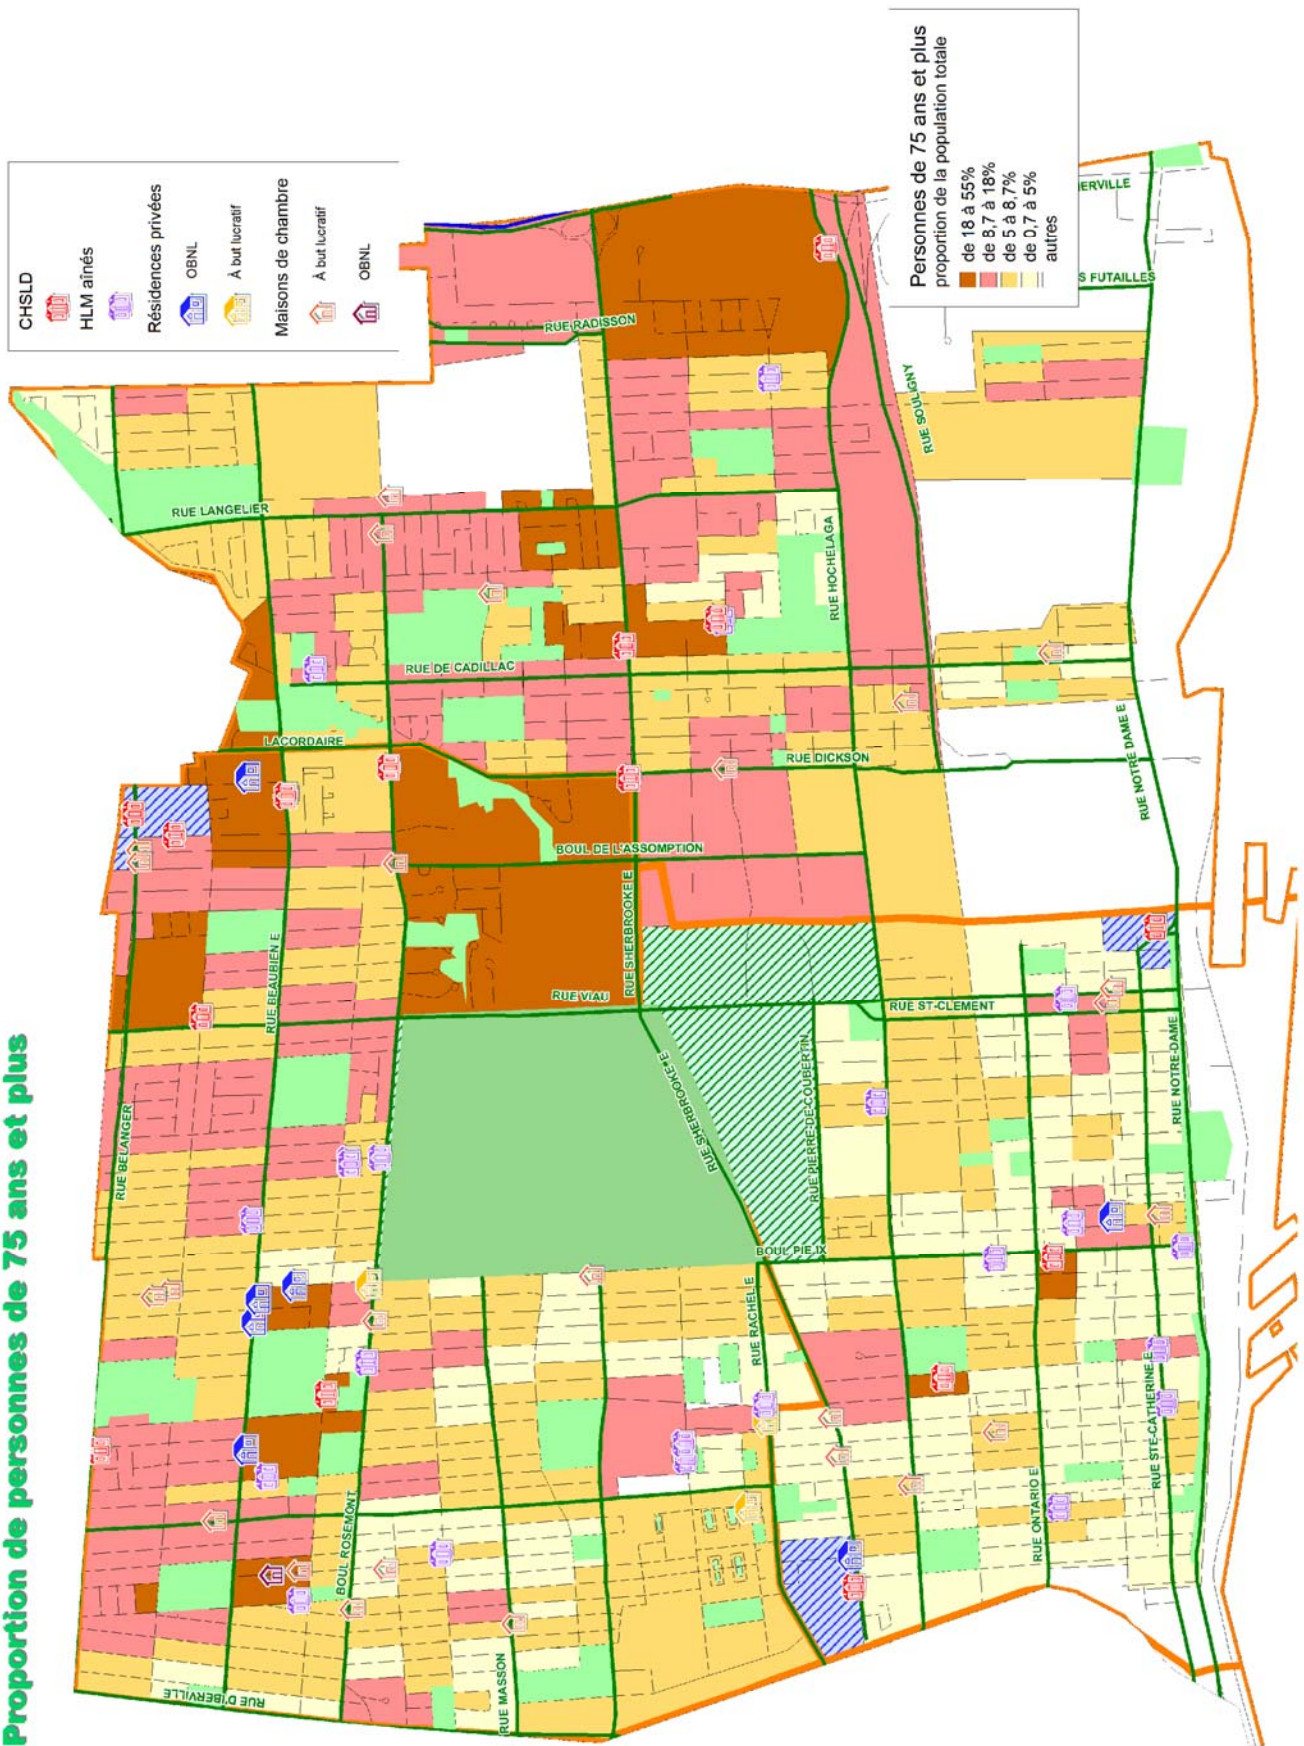 Proportion de personnes de 75 ans et plus
CHSLD
HLM aînés
Résidences privées
OBNL
À but lucratif
Maisons de chambre
À but lucratif
OBNL
Personnes de 75 ans et plus
proportion de la population totale
de 18 à 55%
de 8,7 à 18%
de 5 à 8,7%
de 0,7 à 5%
autres
RUE RADISSON
RUE LANGELIER
RUE SOULIGNY
ERVILLE
S FUTAILLES
RUE HOCHELAGA
RUE DE CADILLAC
LACORDAIRE
RUE DICKSON
RUE NOTRE DAME E
BOUL DE L'ASSOMPTION
RUE BEAUBIEN E
RUE SHERBROOKE E
RUE VIAU
RUE ST-CLEMENT
RUE BELANGER
RUE SHERBROOKE E
RUE PIERRE-DE-COUBERTIN
RUE NOTRE-DAME
BOUL PIE IX
RUE RACHEL E
RUE STE-CATHERINE E
BOUL ROSEMONT
RUE ONTARIO E
RUE D'IBERVILLE
RUE MASSON